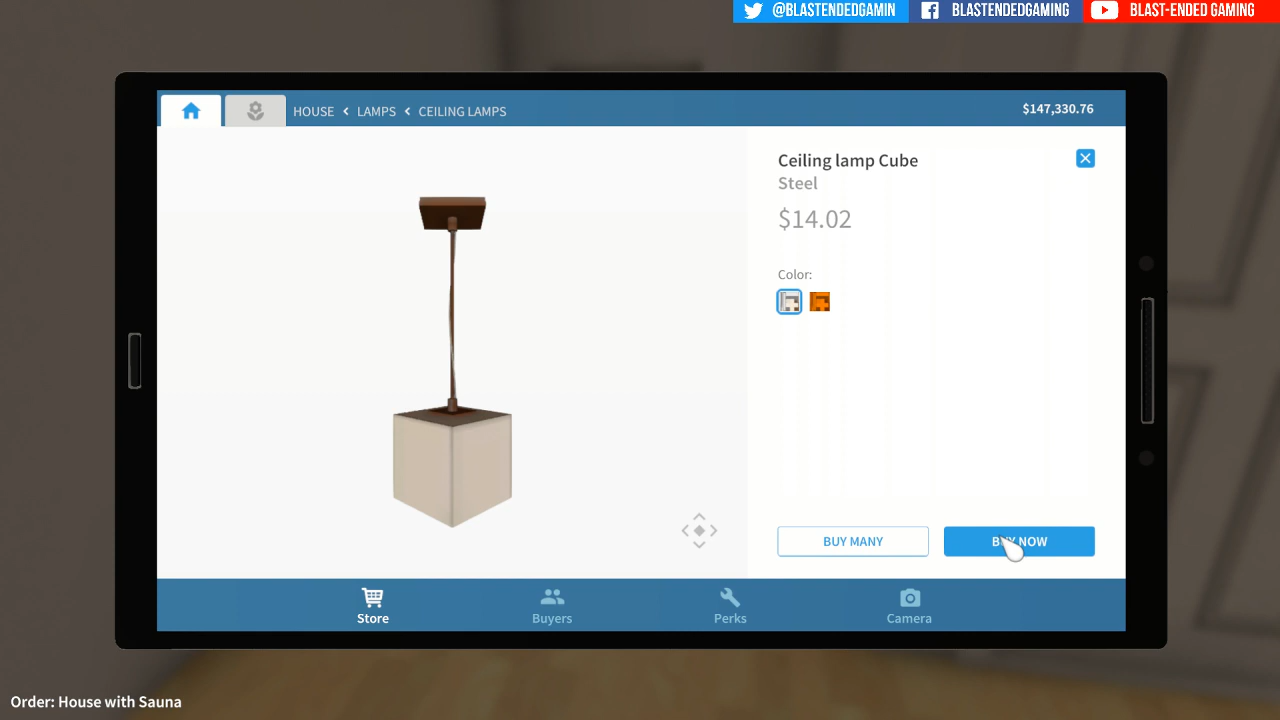 @BLASTENDEDGAMIN BLASTENDEDGAMING BLAST-ENDED GAMING
HOUSE < LAMPS < CEILING LAMPS $147,330.76
Ceiling lamp Cube
Steel
$14.02
Color:
BUY MANY BUY NOW
Store Buyers Perks Camera
Order: House with Sauna